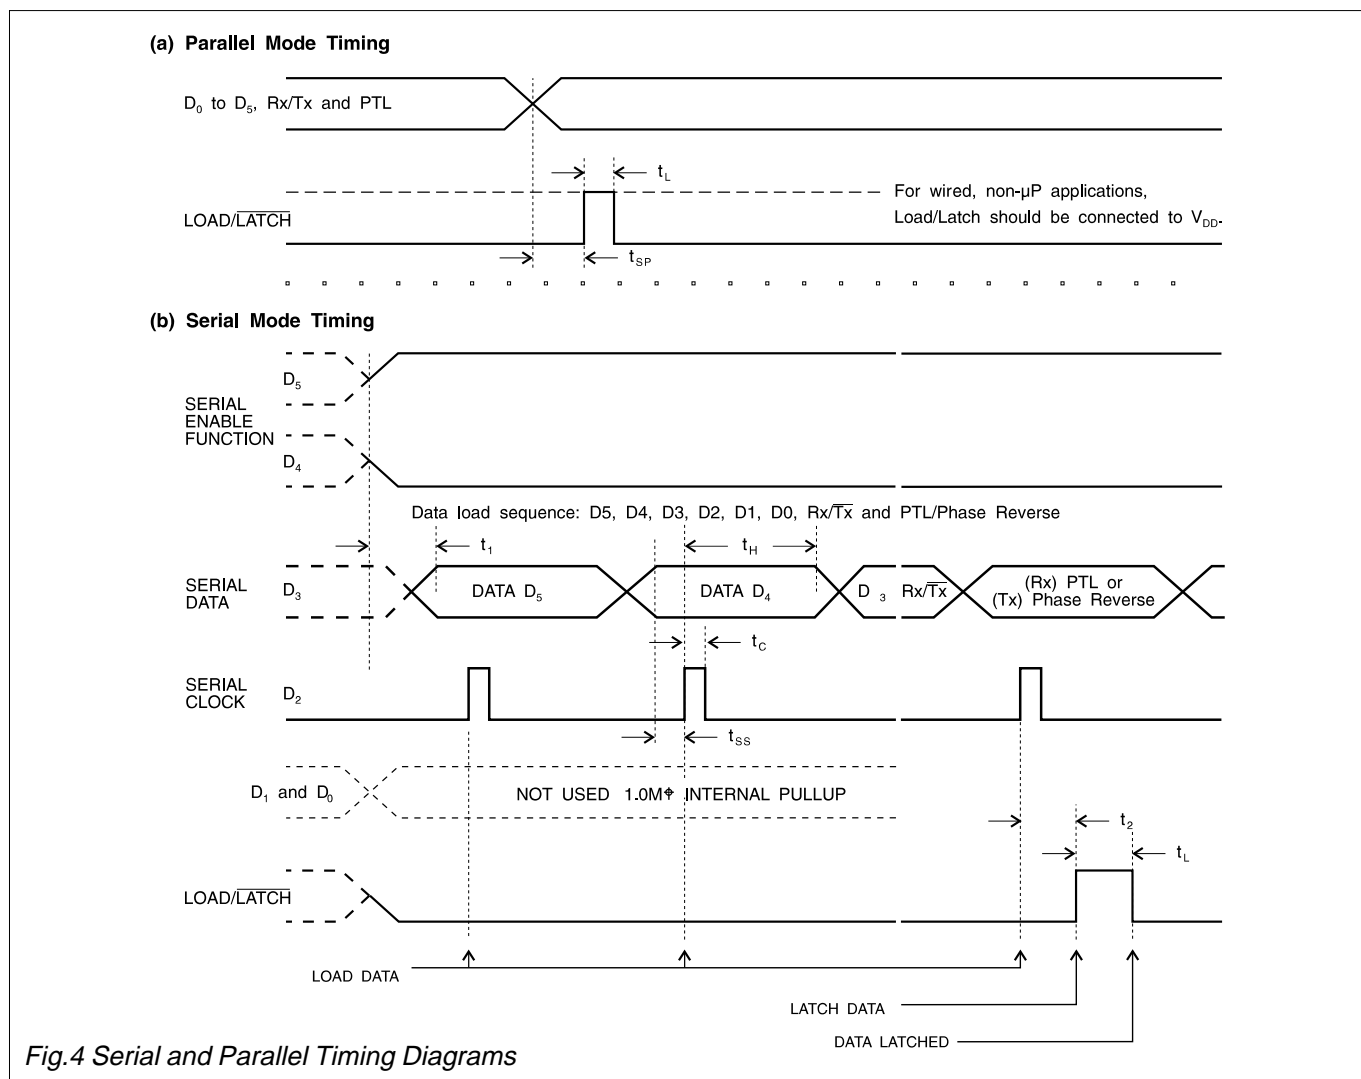 (a) Parallel Mode Timing
D0 to D5, Rx/Tx and PTL
tL
For wired, non-µP applications,
Load/Latch should be connected to VDD.
LOAD/LATCH
tSP
(b) Serial Mode Timing
D5
SERIAL
ENABLE
FUNCTION
D4
Data load sequence: D5, D4, D3, D2, D1, D0, Rx/Tx and PTL/Phase Reverse
t1
tH
SERIAL
DATA
D3
DATA D5
DATA D4
D 3
Rx/Tx
(Rx) PTL or
(Tx) Phase Reverse
tC
SERIAL
CLOCK
D2
tSS
D1 and D0
NOT USED 1.0M⌽ INTERNAL PULLUP
t2
tL
LOAD/LATCH
LOAD DATA
LATCH DATA
DATA LATCHED
Fig.4 Serial and Parallel Timing Diagrams